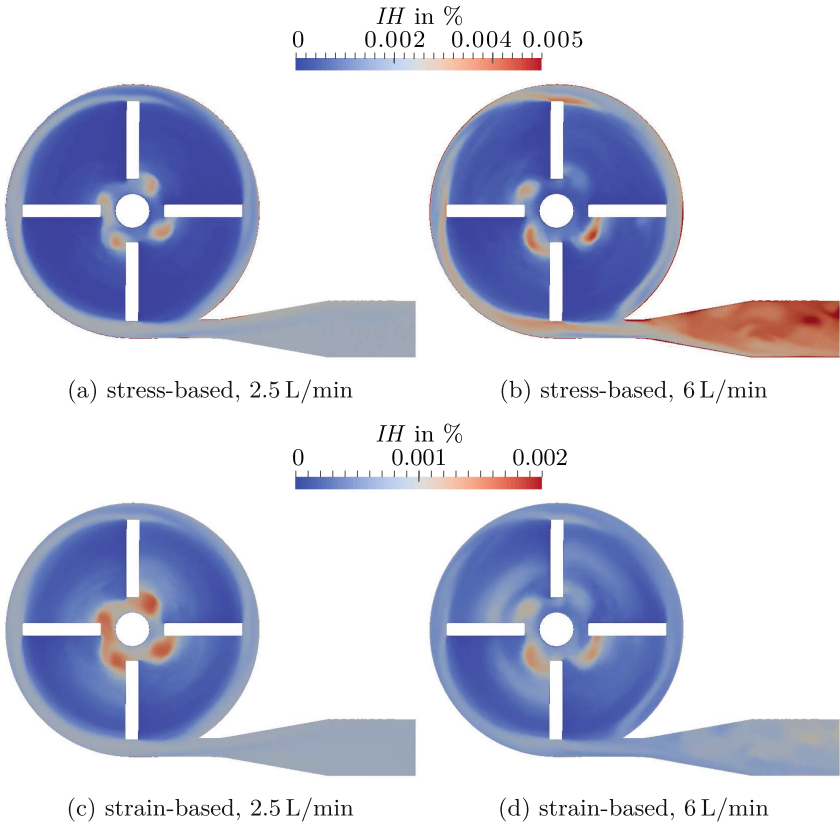 IH in %
0 0.002 0.004 0.005
(a) stress-based, 2.5 L/min
(b) stress-based, 6 L/min
IH in %
0 0.001 0.002
(c) strain-based, 2.5 L/min
(d) strain-based, 6 L/min